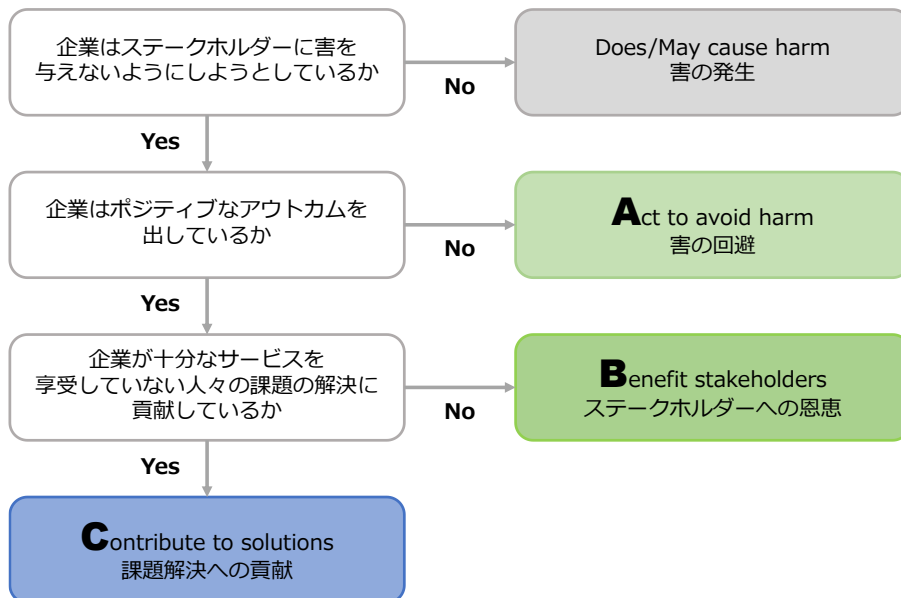 企業はステークホルダーに害を
与えないようにしようとしているか
No
Does/May cause harm
害の発生
Yes
企業はポジティブなアウトカムを
出しているか
No
Act to avoid harm
害の回避
Yes
企業が十分なサービスを
享受していない人々の課題の解決に
貢献しているか
No
Benefit stakeholders
ステークホルダーへの恩恵
Yes
Contribute to solutions
課題解決への貢献